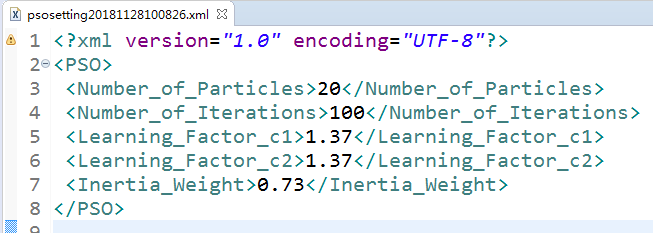 psosetting20181128100826.xml
1 <?xml version="1.0" encoding="UTF-8"?>
2 <PSO>
3 <Number_of_Particles>20</Number_of_Particles>
4 <Number_of_Iterations>100</Number_of_Iterations>
5 <Learning_Factor_c1>1.37</Learning_Factor_c1>
6 <Learning_Factor_c2>1.37</Learning_Factor_c2>
7 <Inertia_Weight>0.73</Inertia_Weight>
8 </PSO>
9